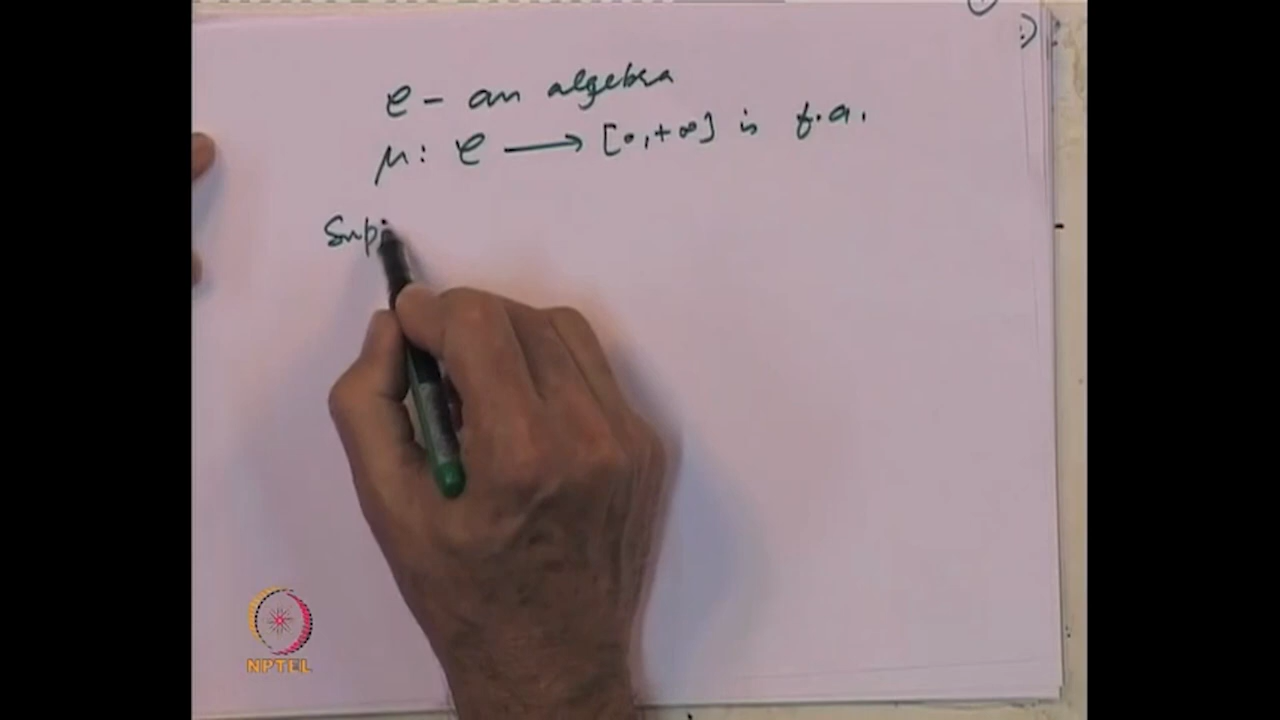 e - an algebra
μ: e ⟶ [0, +∞] is f.a.
Sup
NPTEL